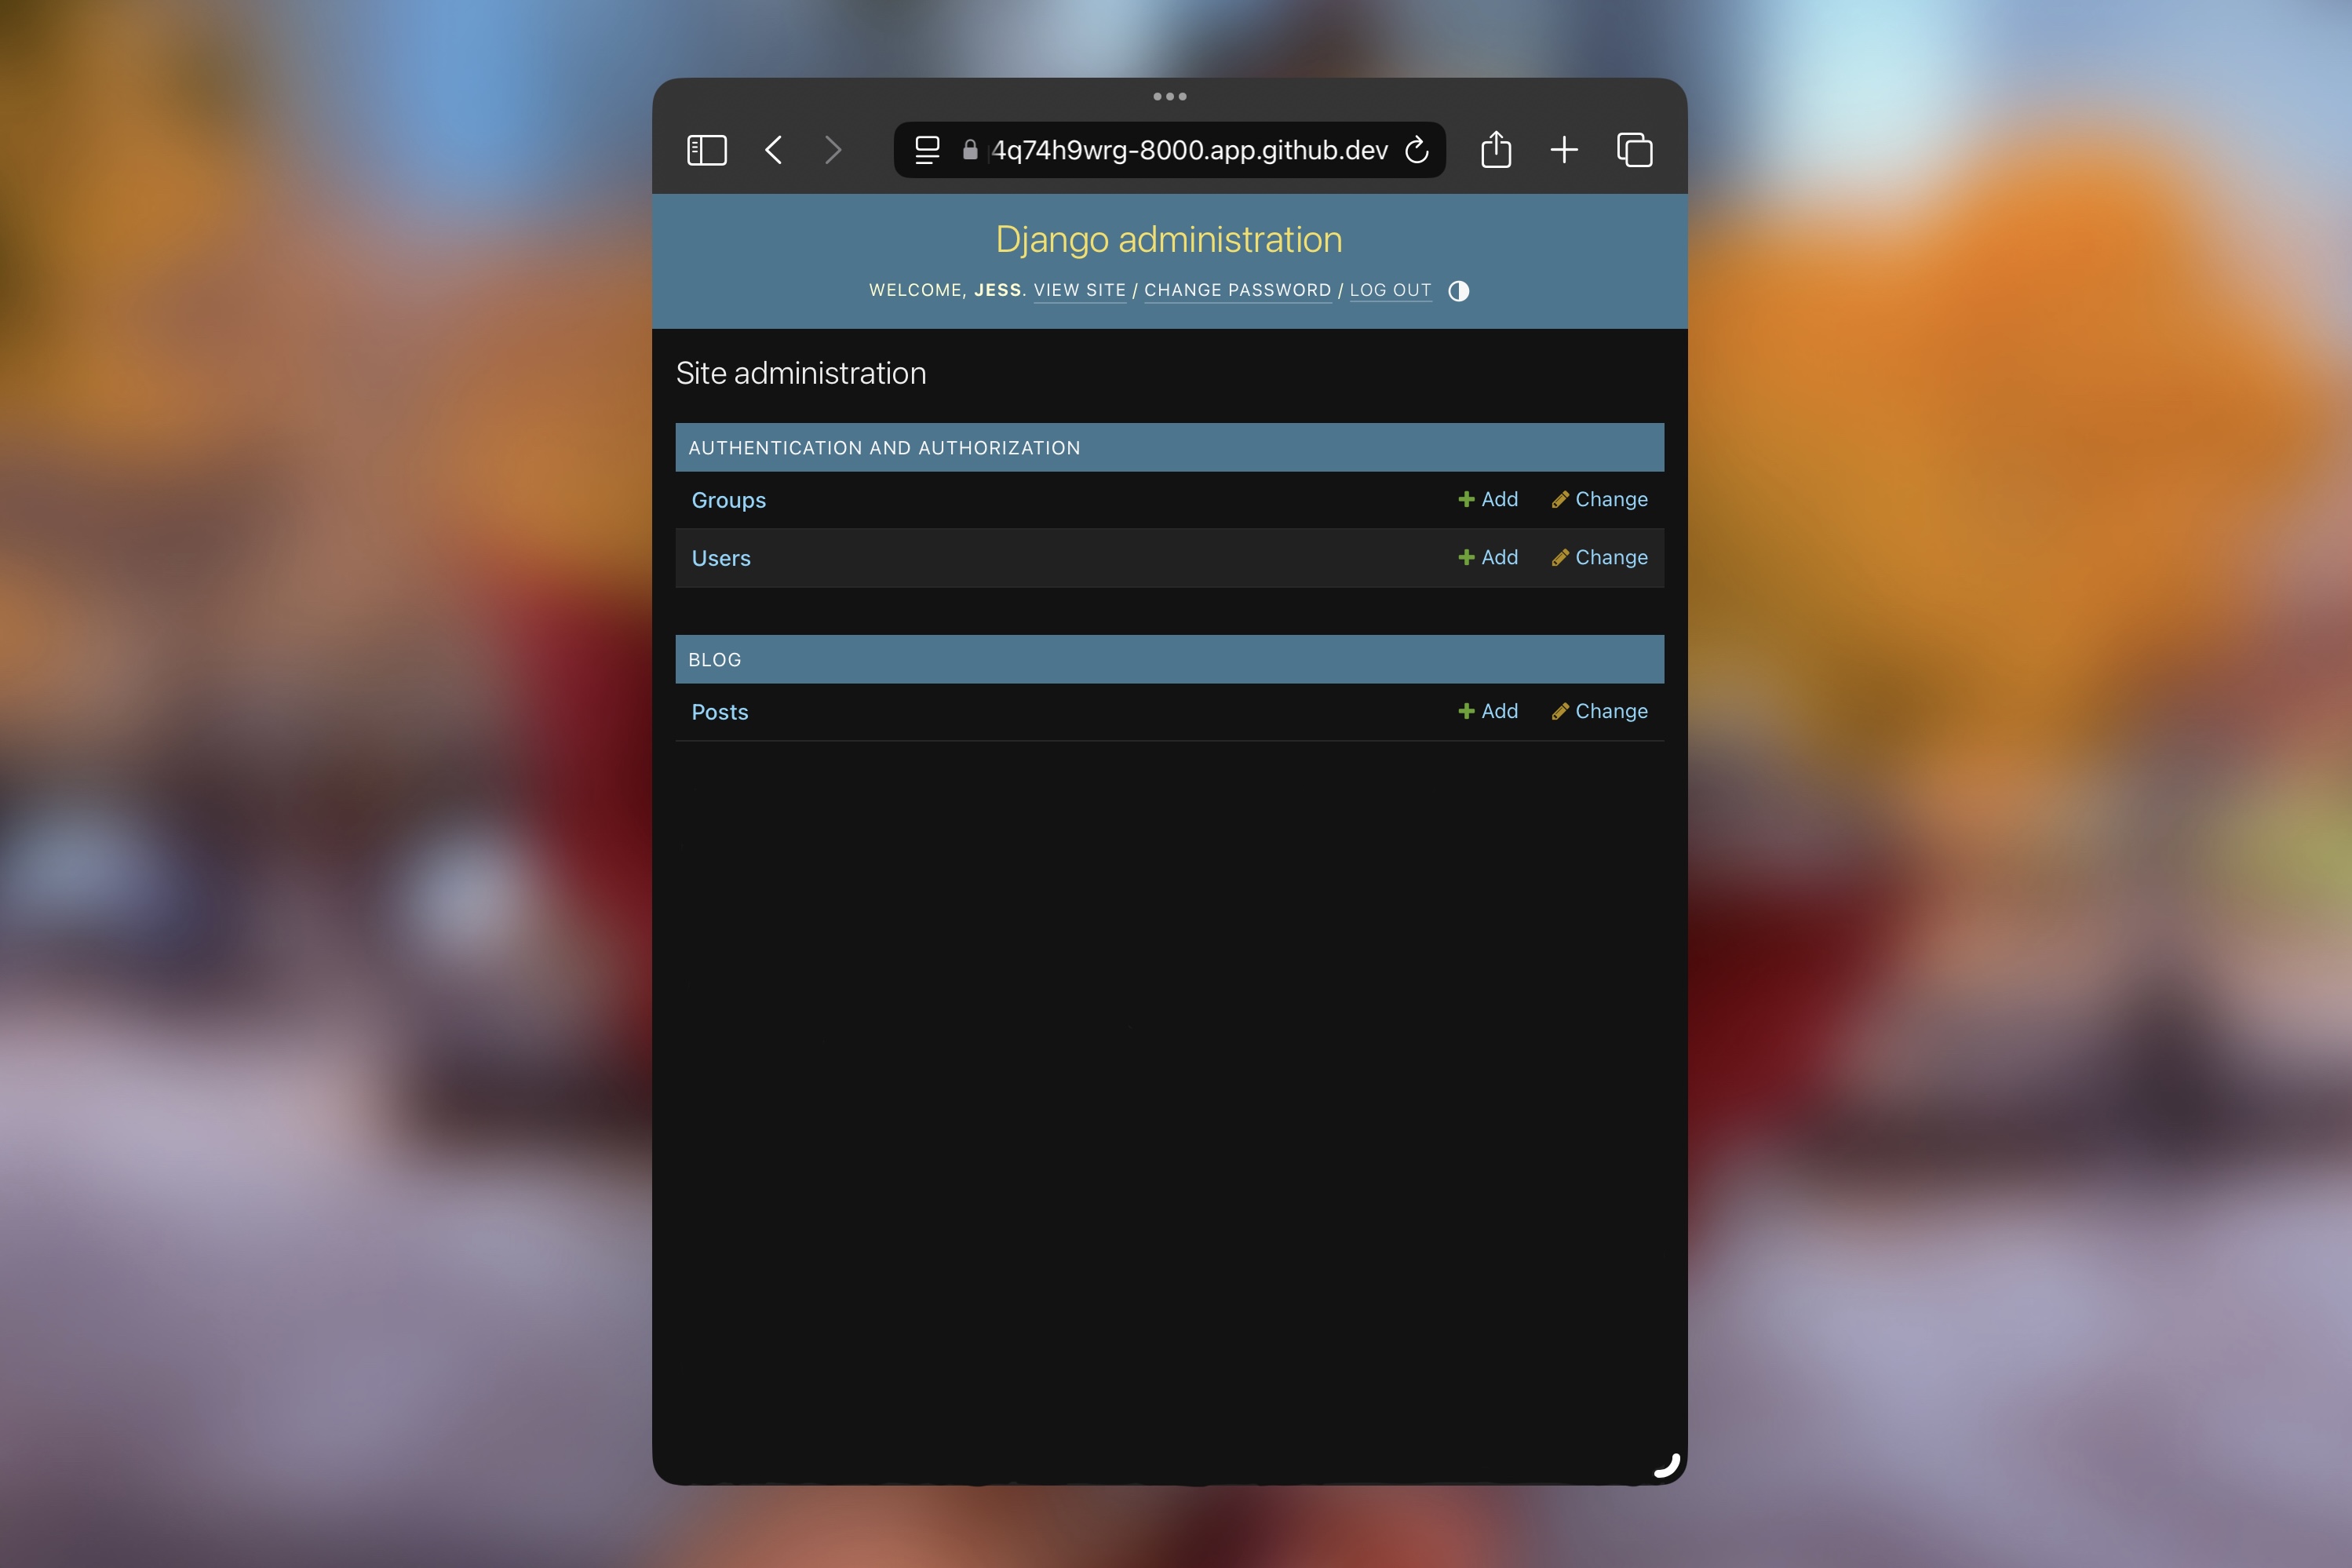 4q74h9wrg-8000.app.github.dev
Django administration
WELCOME, JESS. VIEW SITE / CHANGE PASSWORD / LOG OUT
Site administration
AUTHENTICATION AND AUTHORIZATION
Groups Add Change
Users Add Change
BLOG
Posts Add Change